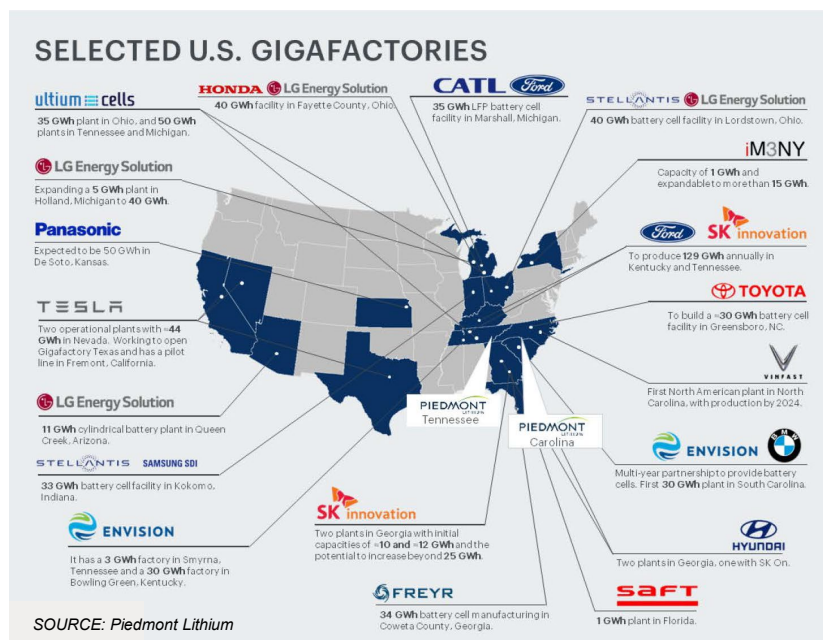 SELECTED U.S. GIGAFACTORIES
ultium cells
35 GWh plant in Ohio, and 50 GWh
plants in Tennessee and Michigan.
HONDA LG Energy Solution
40 GWh facility in Fayette County, Ohio.
CATL Ford
35 GWh LFP battery cell
facility in Marshall, Michigan.
STELLANTIS LG Energy Solution
40 GWh battery cell facility in Lordstown, Ohio.
LG Energy Solution
Expanding a 5 GWh plant in
Holland, Michigan to 40 GWh.
iM3NY
Capacity of 1 GWh and
expandable to more than 15 GWh.
Panasonic
Expected to be 50 GWh in
De Soto, Kansas.
Ford SK innovation
To produce 129 GWh annually in
Kentucky and Tennessee.
TESLA
Two operational plants with ≈44
GWh in Nevada. Working to open
Gigafactory Texas and has a pilot
line in Fremont, California.
TOYOTA
To build a ≈30 GWh battery cell
facility in Greensboro, NC.
VINFAST
First North American plant in North
Carolina, with production by 2024.
LG Energy Solution
11 GWh cylindrical battery plant in Queen
Creek, Arizona.
PIEDMONT
LITHIUM
Tennessee
PIEDMONT
LITHIUM
Carolina
ENVISION BMW
Multi-year partnership to provide battery
cells. First 30 GWh plant in South Carolina.
STELLANTIS SAMSUNG SDI
33 GWh battery cell facility in Kokomo,
Indiana.
SK innovation
Two plants in Georgia with initial
capacities of ≈10 and ≈12 GWh and the
potential to increase beyond 25 GWh.
HYUNDAI
Two plants in Georgia, one with SK On.
ENVISION
It has a 3 GWh factory in Smyrna,
Tennessee and a 30 GWh factory in
Bowling Green, Kentucky.
FREYR
34 GWh battery cell manufacturing in
Coweta County, Georgia.
SAFT
1 GWh plant in Florida.
SOURCE: Piedmont Lithium